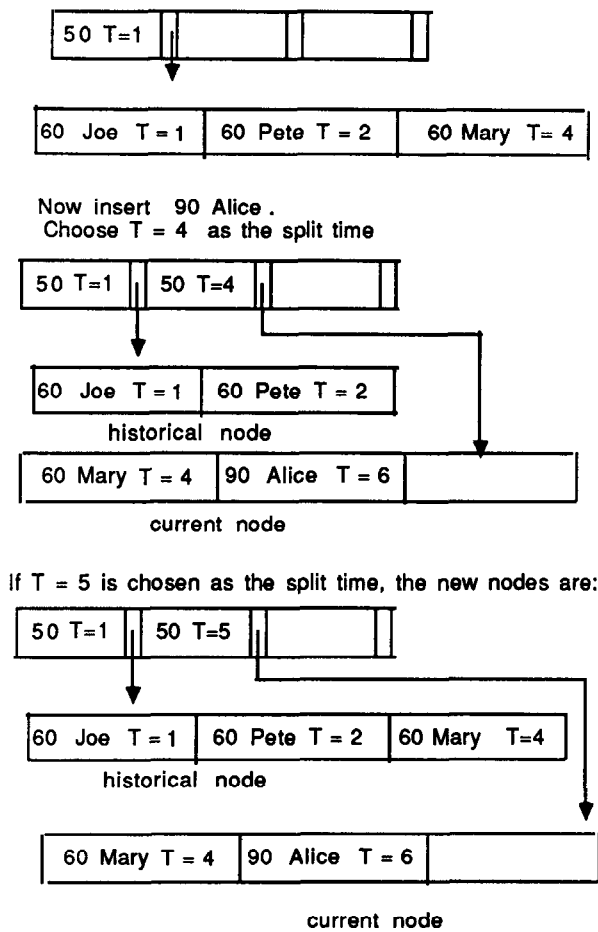 50 T=1
60 Joe T = 1 60 Pete T = 2 60 Mary T= 4
Now insert 90 Alice .
Choose T = 4 as the split time
50 T=1 50 T=4
60 Joe T = 1 60 Pete T = 2
historical node
60 Mary T = 4 90 Alice T = 6
current node
If T = 5 is chosen as the split time, the new nodes are:
50 T=1 50 T=5
60 Joe T = 1 60 Pete T = 2 60 Mary T=4
historical node
60 Mary T = 4 90 Alice T = 6
current node